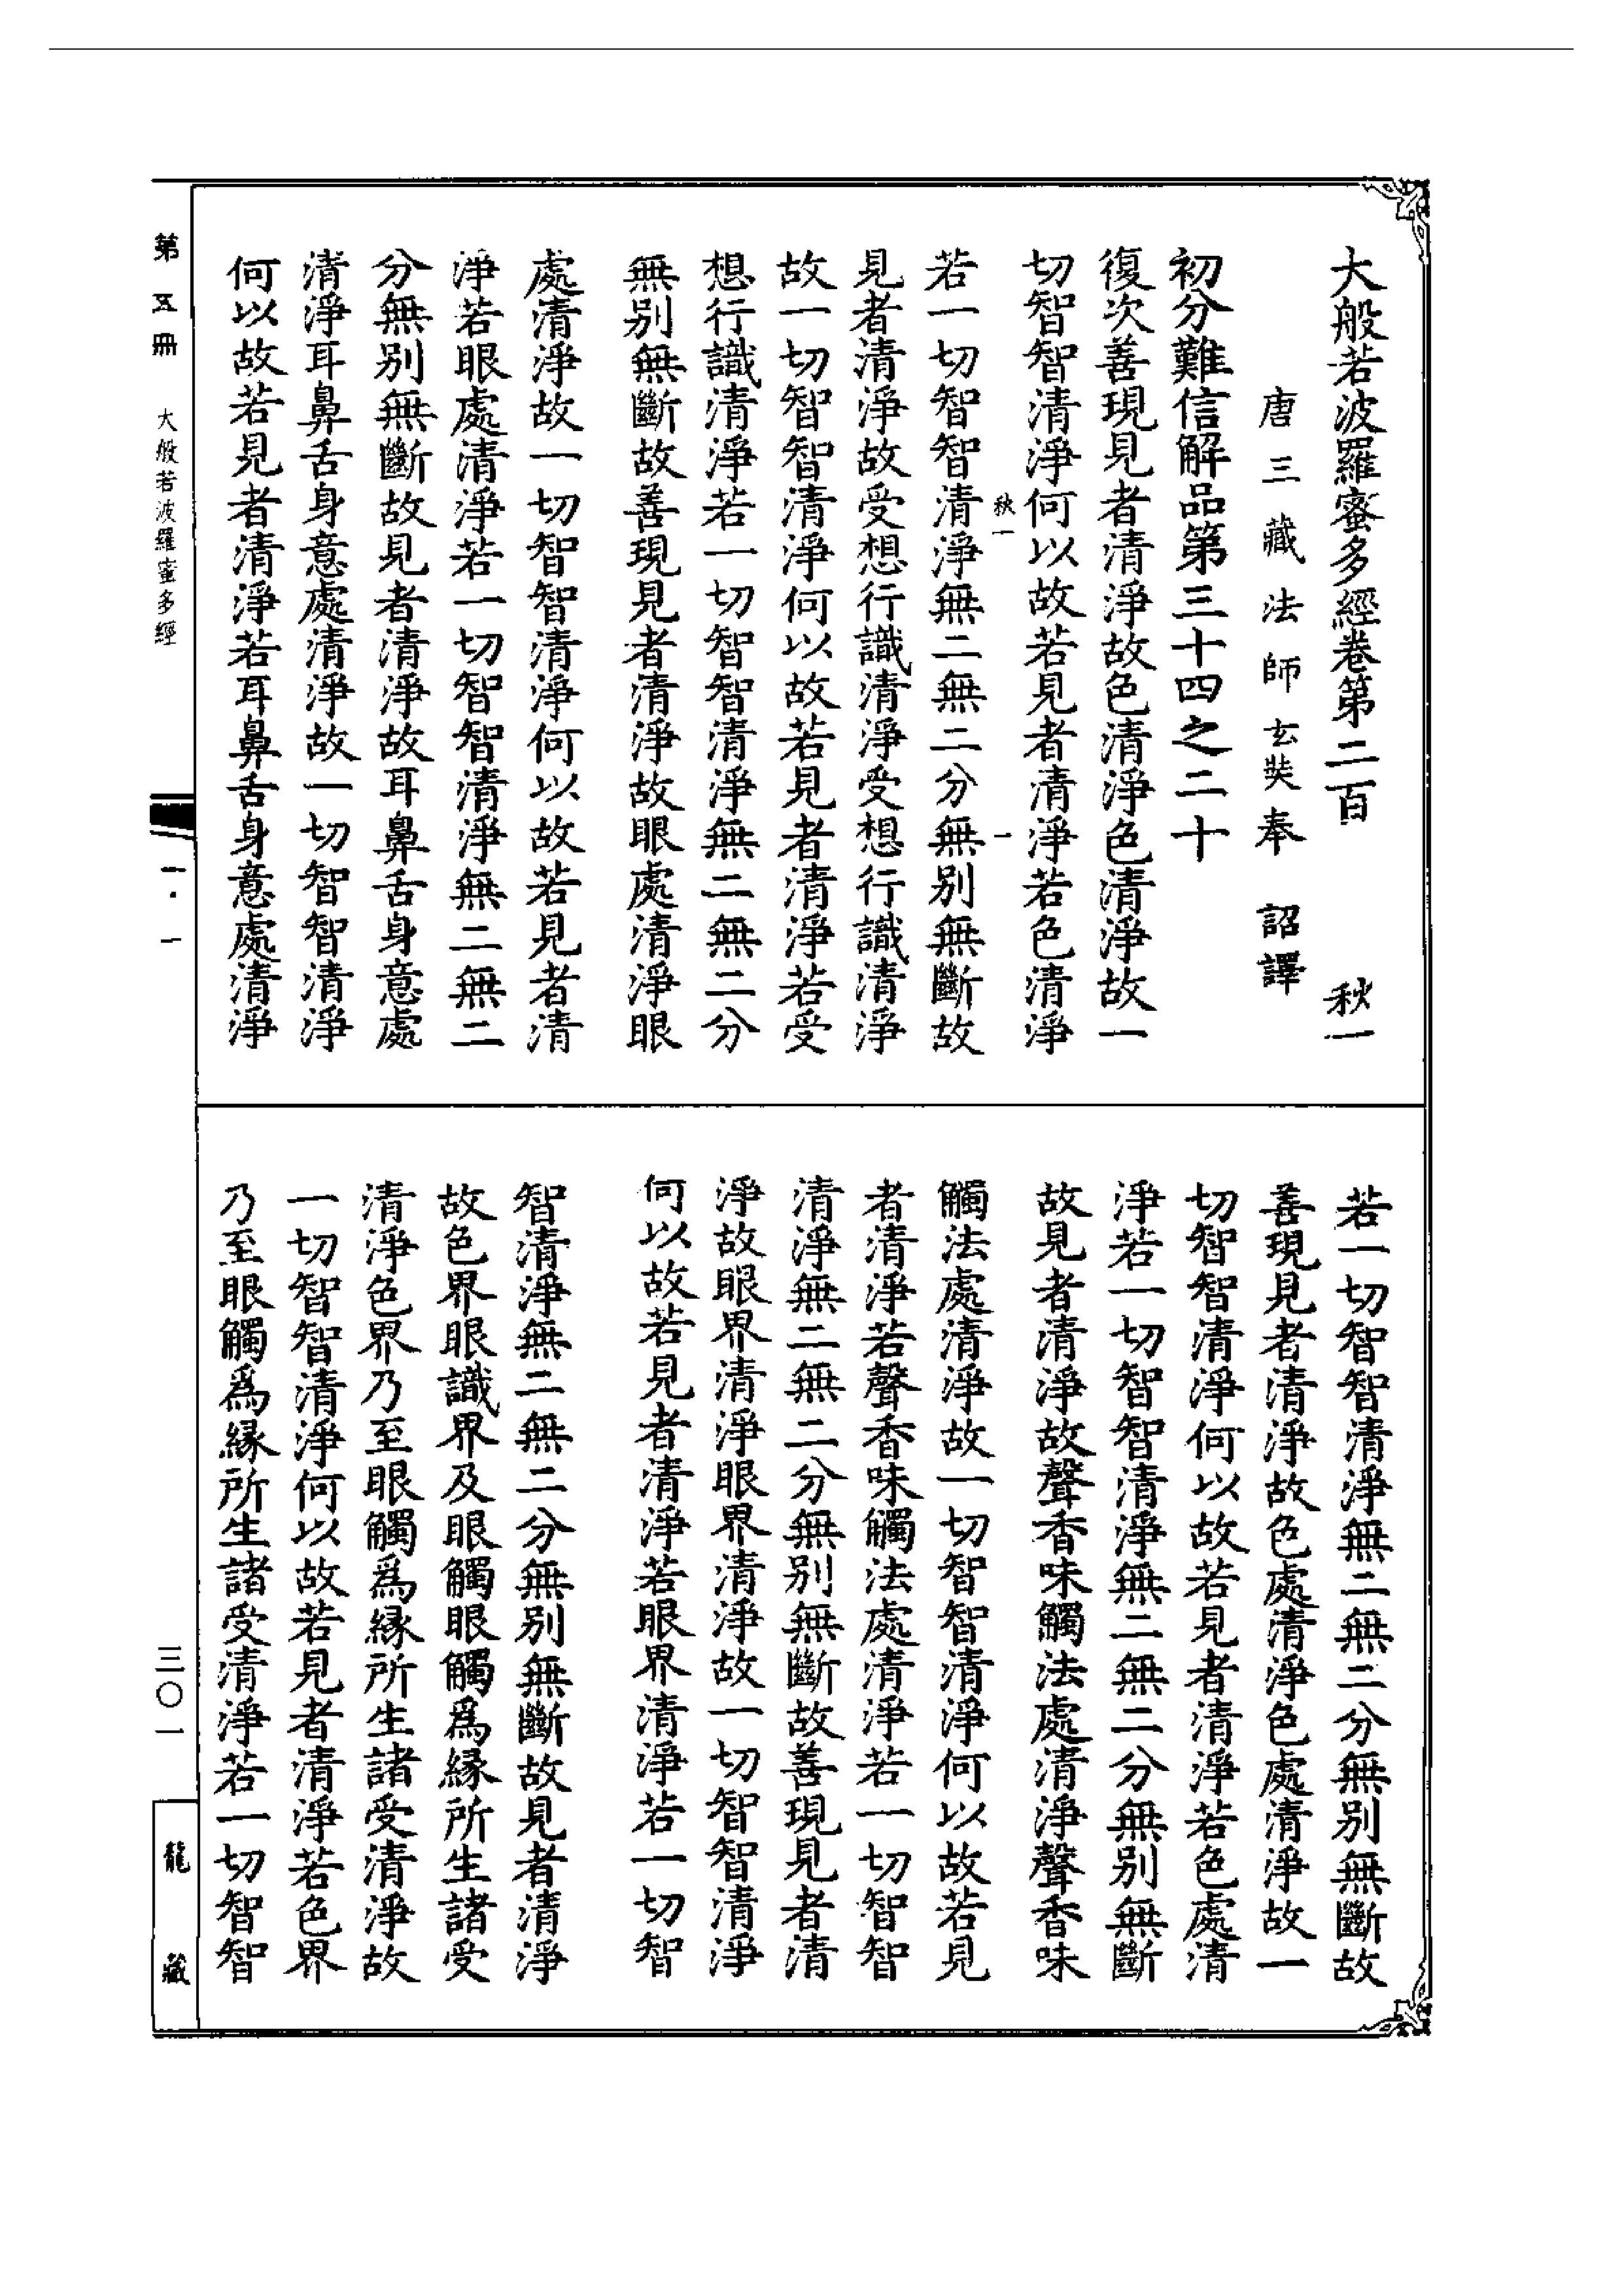 大般若波羅蜜多經卷第二百 秋一
唐三藏法師玄奘奉 詔譯
初分難信解品第三十四之二十
復次善現見者清淨故色清淨色清淨故一
切智智清淨何以故若見者清淨若色清淨
秋一 一
若一切智智清淨無二無二分無別無斷故
見者清淨故受想行識清淨受想行識清淨
故一切智智清淨何以故若見者清淨若受
想行識清淨若一切智智清淨無二無二分
無別無斷故善現見者清淨故眼處清淨眼
處清淨故一切智智清淨何以故若見者清
淨若眼處清淨若一切智智清淨無二無二
分無別無斷故見者清淨故耳鼻舌身意處
清淨耳鼻舌身意處清淨故一切智智清淨
何以故若見者清淨若耳鼻舌身意處清淨
若一切智智清淨無二無二分無別無斷故
善現見者清淨故色處清淨色處清淨故一
切智智清淨何以故若見者清淨若色處清
淨若一切智智清淨無二無二分無別無斷
故見者清淨故聲香味觸法處清淨聲香味
觸法處清淨故一切智智清淨何以故若見
者清淨若聲香味觸法處清淨若一切智智
清淨無二無二分無別無斷故善現見者清
淨故眼界清淨眼界清淨故一切智智清淨
何以故若見者清淨若眼界清淨若一切智
智清淨無二無二分無別無斷故見者清淨
故色界眼識界及眼觸眼觸爲緣所生諸受
清淨色界乃至眼觸爲緣所生諸受清淨故
一切智智清淨何以故若見者清淨若色界
乃至眼觸爲緣所生諸受清淨若一切智智
第五冊 大般若波羅蜜多經 一·一 三〇一 龍藏